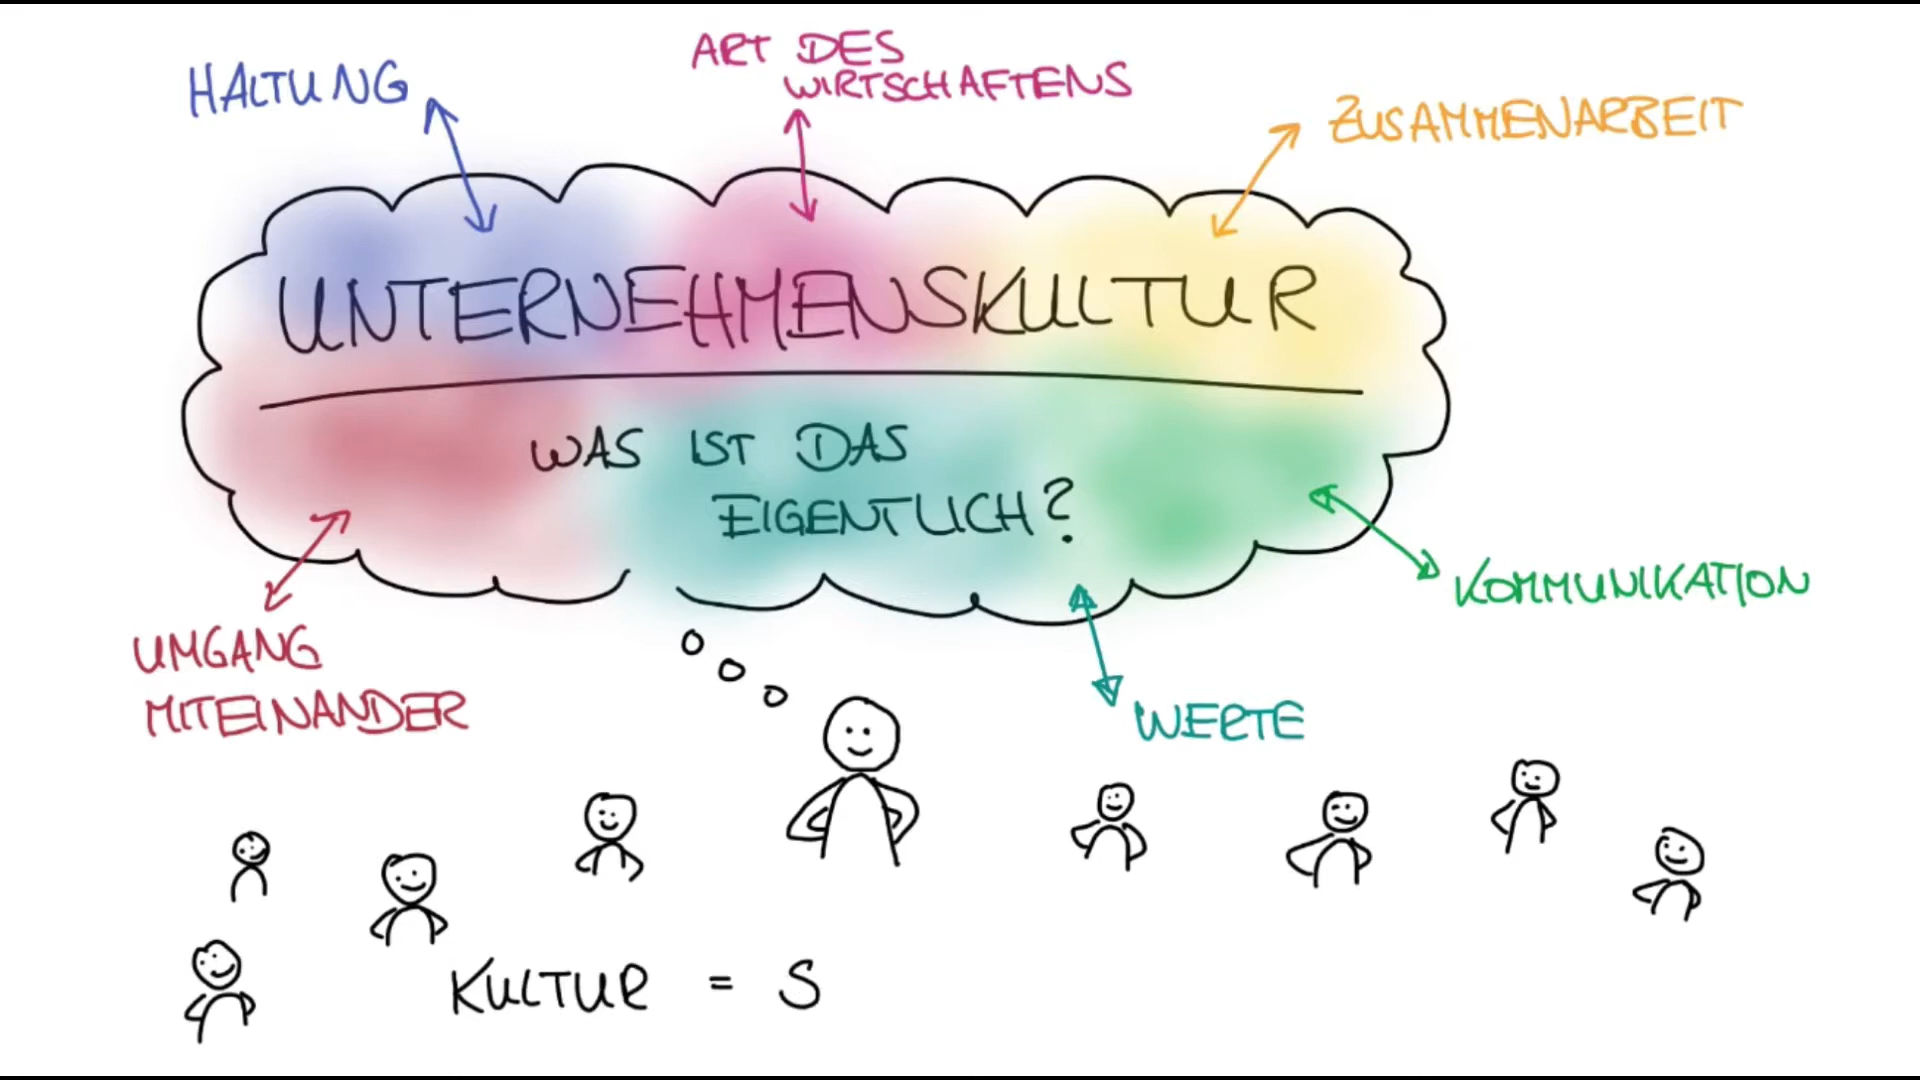 HALTUNG
ART DES
WIRTSCHAFTENS
ZUSAMMENARBEIT
UNTERNEHMENSKULTUR
WAS IST DAS
EIGENTLICH?
KOMMUNIKATION
UMGANG
MITEINANDER
WERTE
KULTUR = S